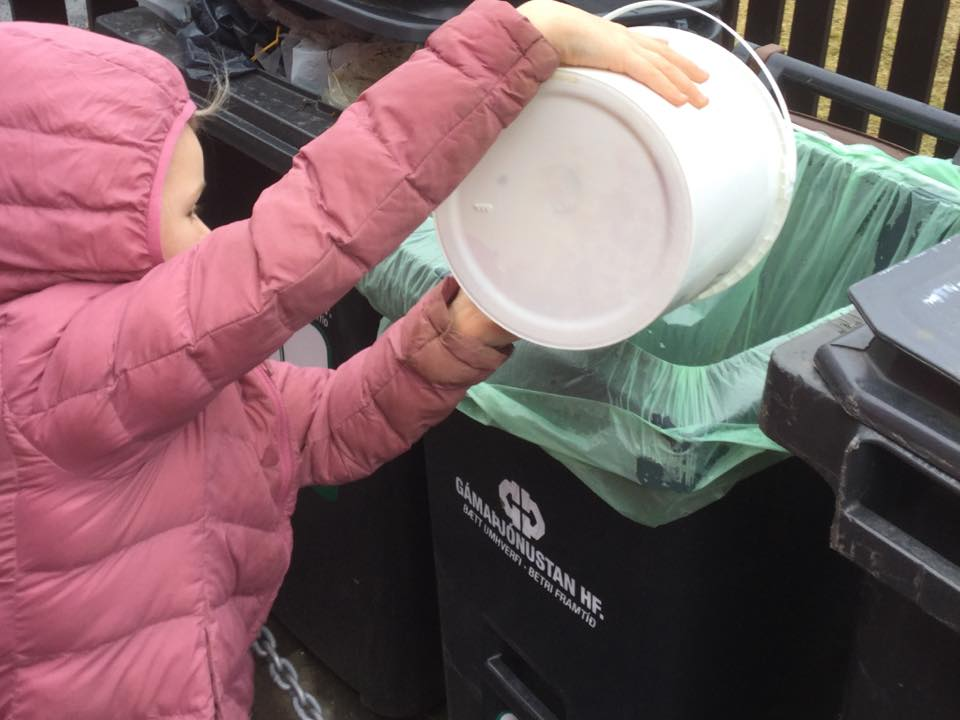 GÁMAÞJÓNUSTAN HF.
BÆTT UMHVERFI - BETRI FRAMTÍÐ